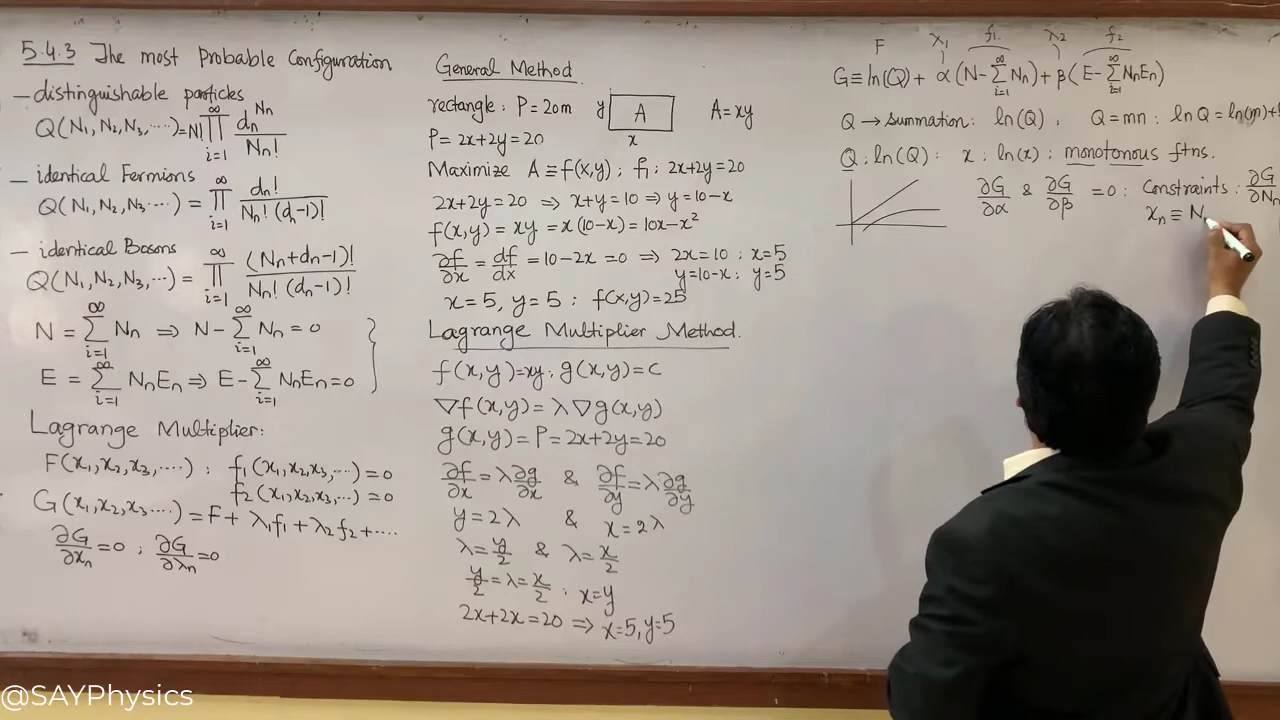 5.4.3 The most Probable Configuration
– distinguishable particles
Q(N₁, N₂, N₃, ....) = N! ∏_{i=1}^{∞} dₙ^{Nₙ} / Nₙ!
– identical Fermions
Q(N₁, N₂, N₃....) = ∏_{i=1}^{∞} dₙ! / Nₙ! (dₙ-1)!
– identical Bosons
Q(N₁, N₂, N₃, ...) = ∏_{i=1}^{∞} (Nₙ+dₙ-1)! / Nₙ! (dₙ-1)!
N = ∑_{i=1}^{∞} Nₙ ⇒ N - ∑_{i=1}^{∞} Nₙ = 0
E = ∑_{i=1}^{∞} NₙEₙ ⇒ E - ∑_{i=1}^{∞} NₙEₙ = 0 }
Lagrange Multiplier:
F(x₁, x₂, x₃, ....) : f₁(x₁, x₂, x₃, ...) = 0
f₂(x₁, x₂, x₃, ...) = 0
G(x₁, x₂, x₃....) = F + λ₁f₁ + λ₂f₂ + ....
∂G/∂xₙ = 0 ; ∂G/∂λₙ = 0
General Method
rectangle : P = 20m y A x A = xy
P = 2x + 2y = 20
Maximize A ≡ f(x,y) ; f₁ : 2x+2y = 20
2x+2y = 20 ⇒ x+y = 10 ⇒ y = 10-x
f(x,y) = xy = x(10-x) = 10x-x²
∂f/∂x = df/dx = 10-2x = 0 ⇒ 2x = 10 ; x = 5
y = 10-x ; y = 5
x = 5, y = 5 ; f(x,y) = 25
Lagrange Multiplier Method.
f(x,y) = xy ; g(x,y) = C
∇f(x,y) = λ∇g(x,y)
g(x,y) = P = 2x+2y = 20
∂f/∂x = λ ∂g/∂x & ∂f/∂y = λ ∂g/∂y
y = 2λ & x = 2λ
λ = y/2 & λ = x/2
y/2 = λ = x/2 : x = y
2x+2x = 20 ⇒ x=5, y=5
F λ₁ f₁ λ₂ f₂
G ≡ ln(Q) + α(N - ∑_{i=1}^{∞} Nₙ) + β(E - ∑_{i=1}^{∞} NₙEₙ)
Q → Summation : ln(Q) , Q = mn : ln Q = ln(m) +
Q : ln(Q) : x : ln(x) : monotonous ftns.
∂G/∂α & ∂G/∂β = 0 : Constraints : ∂G/∂Nₙ
xₙ ≡ N
@SAYPhysics